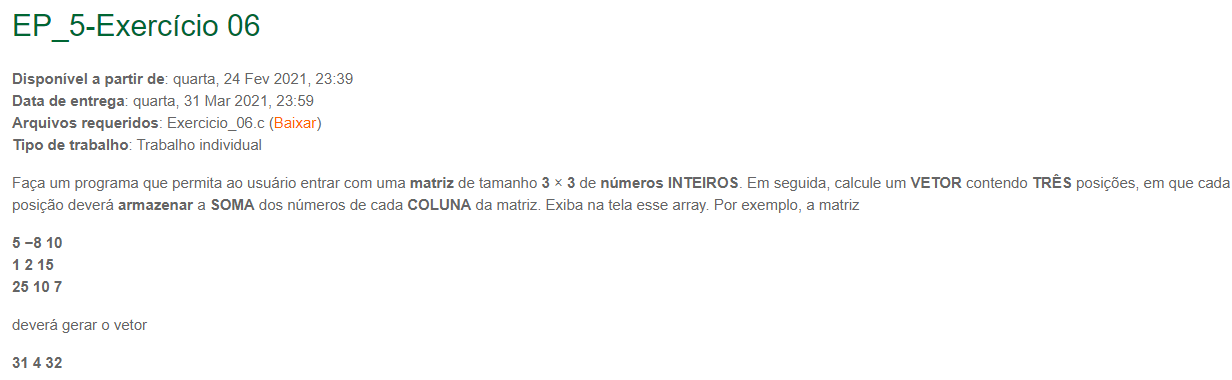 EP_5-Exercício 06
Disponível a partir de: quarta, 24 Fev 2021, 23:39
Data de entrega: quarta, 31 Mar 2021, 23:59
Arquivos requeridos: Exercicio_06.c (Baixar)
Tipo de trabalho: Trabalho individual
Faça um programa que permita ao usuário entrar com uma matriz de tamanho 3 × 3 de números INTEIROS. Em seguida, calcule um VETOR contendo TRÊS posições, em que cada
posição deverá armazenar a SOMA dos números de cada COLUNA da matriz. Exiba na tela esse array. Por exemplo, a matriz
5 −8 10
1 2 15
25 10 7
deverá gerar o vetor
31 4 32